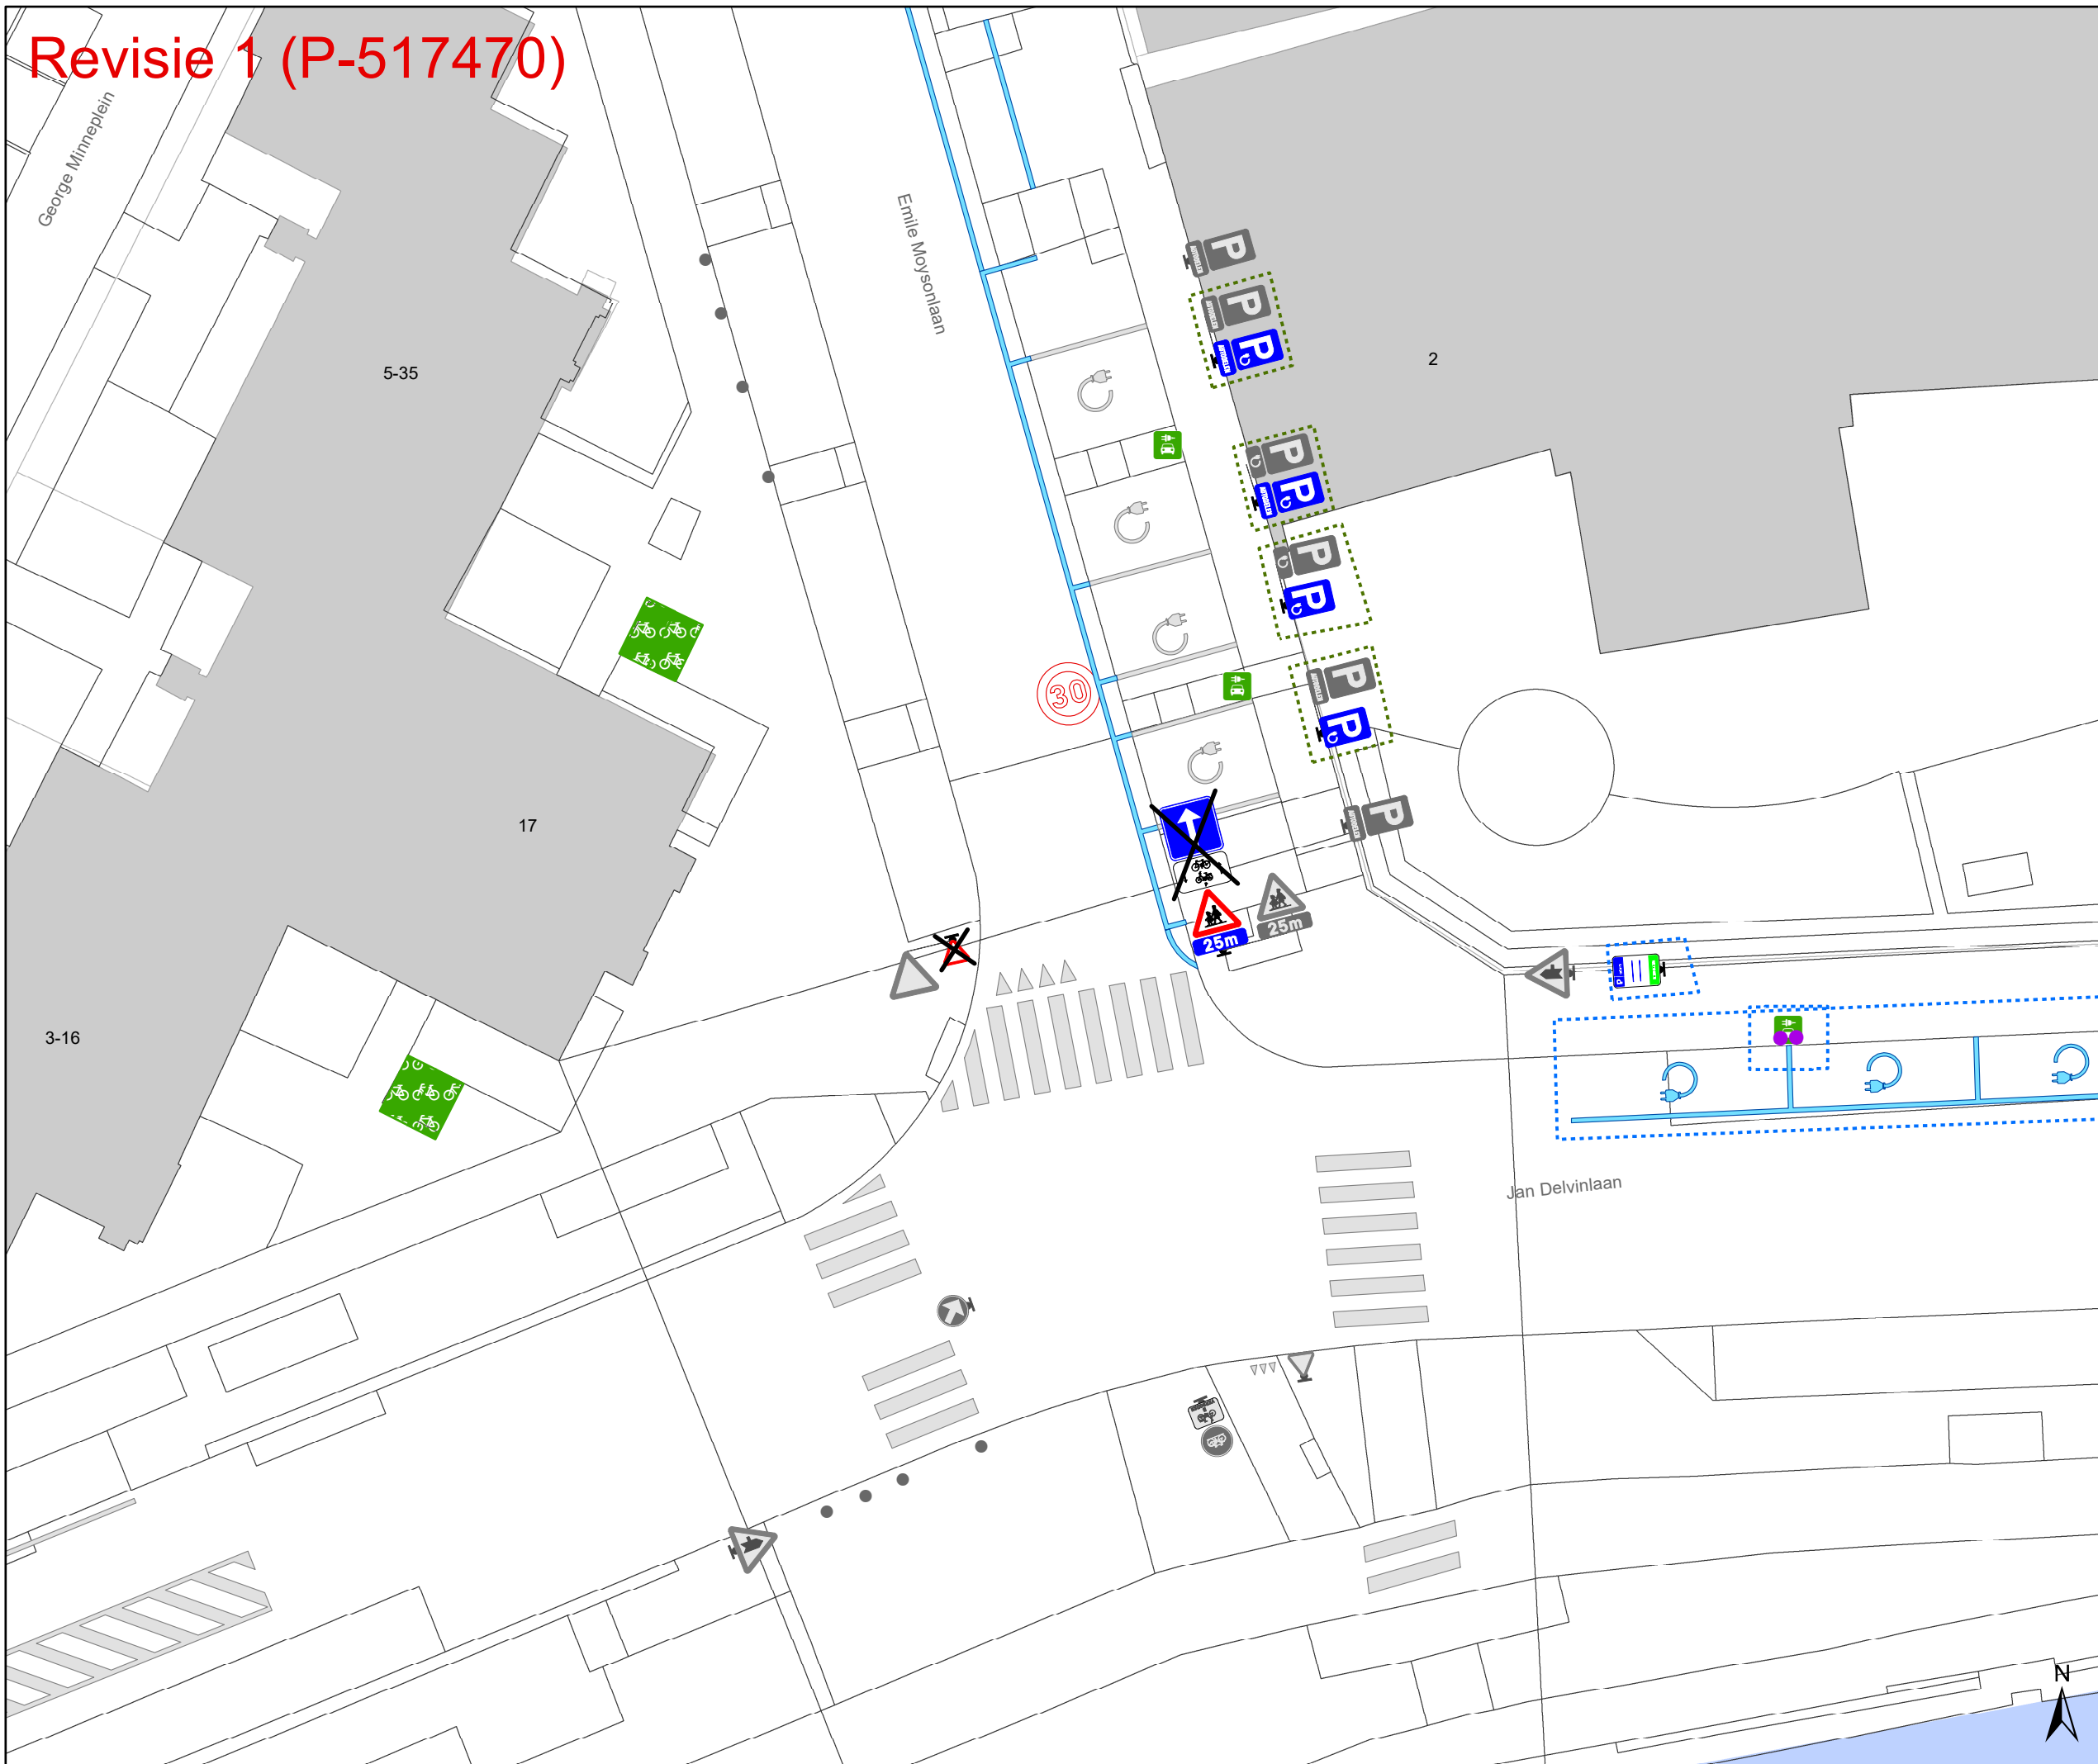 Revisie 1 (P-517470)
George Minneplein
Emile Moysonlaan
P
P
P
2
5-35
P
P
P
P
30
P
P
17
P
25m
25m
3-16
P
Jan Delvinlaan
N